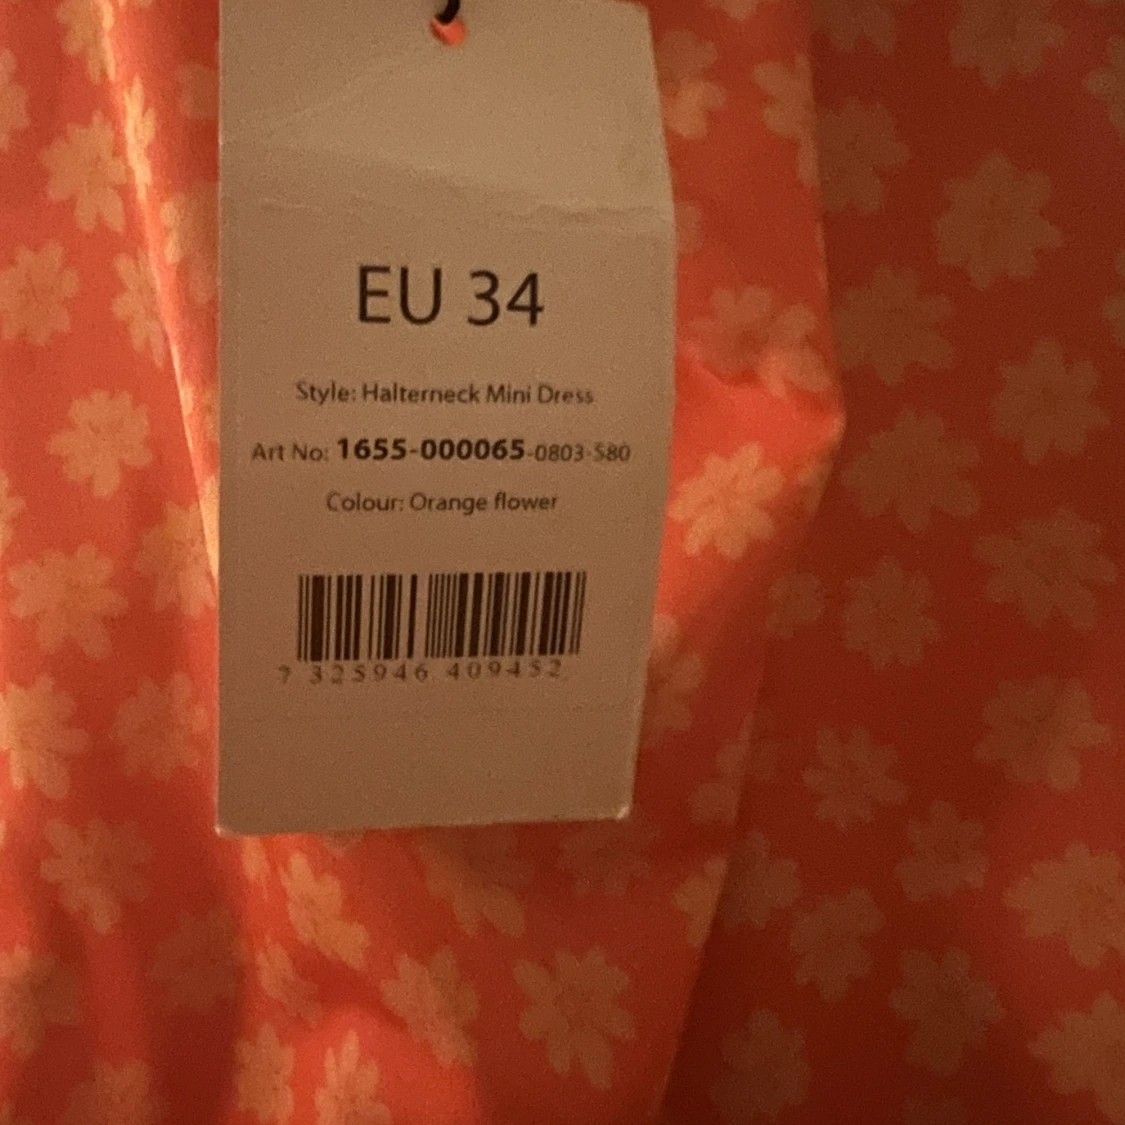 EU 34
Style: Halterneck Mini Dress
Art No: 1655-000065-0803-580
Colour: Orange flower
7 325946 409452